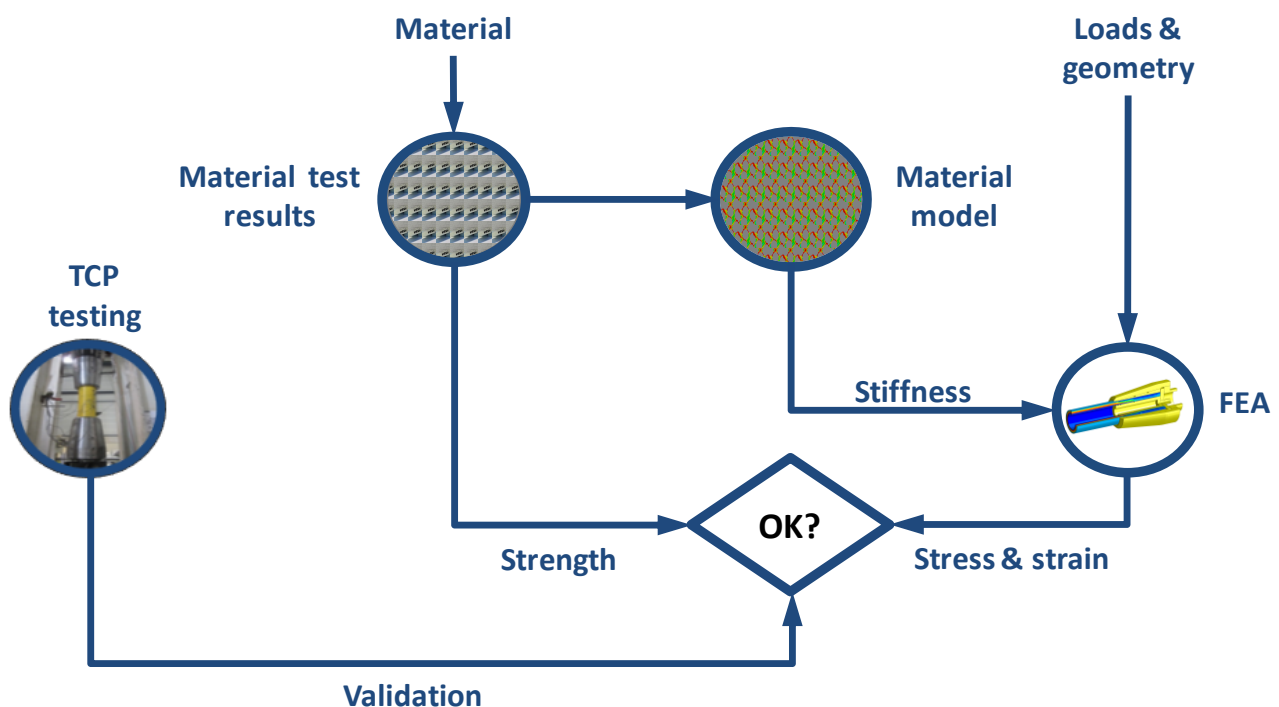 Material
Loads &
geometry
Material test
results
Material
model
TCP
testing
Stiffness
FEA
OK?
Strength
Stress & strain
Validation